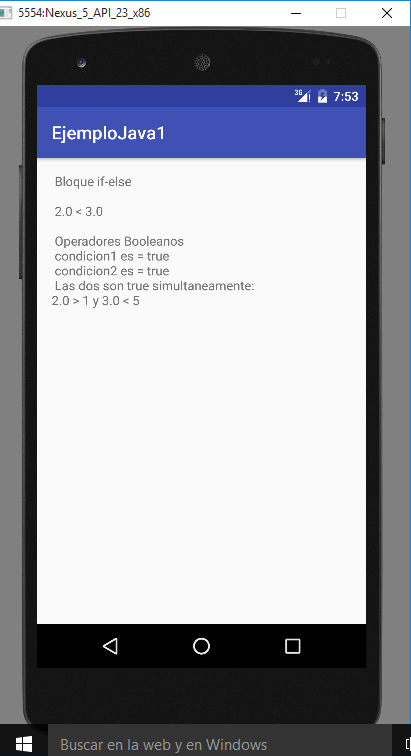 5554:Nexus_5_API_23_x86
3G 7:53
EjemploJava1
Bloque if-else
2.0 < 3.0
Operadores Booleanos
condicion1 es = true
condicion2 es = true
Las dos son true simultaneamente:
2.0 > 1 y 3.0 < 5
Buscar en la web y en Windows